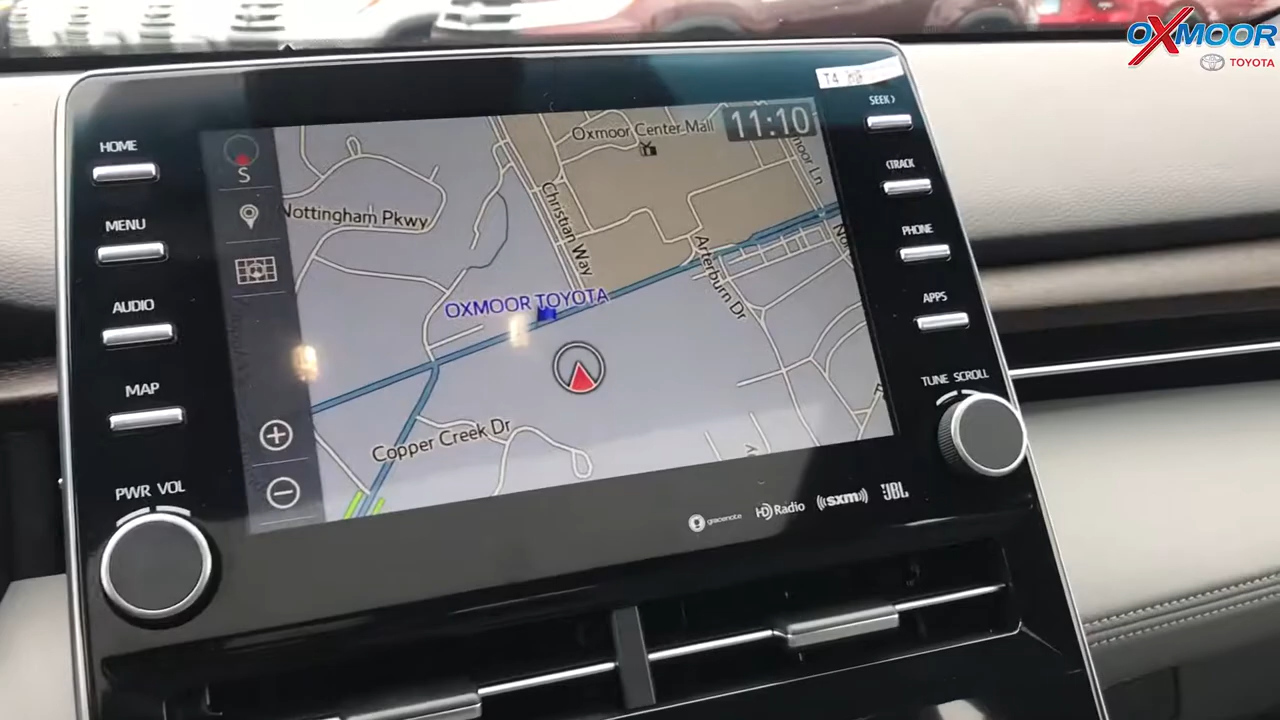 OXMOOR
TOYOTA
T4
SEEK>
<TRACK
PHONE
APPS
TUNE SCROLL
HOME
MENU
AUDIO
MAP
PWR VOL
S
11:10
Oxmoor Center Mall
Nottingham Pkwy
Christian Way
Arterburn Dr
OXMOOR TOYOTA
Copper Creek Dr
gracenote
HD Radio
((sxm))
JBL